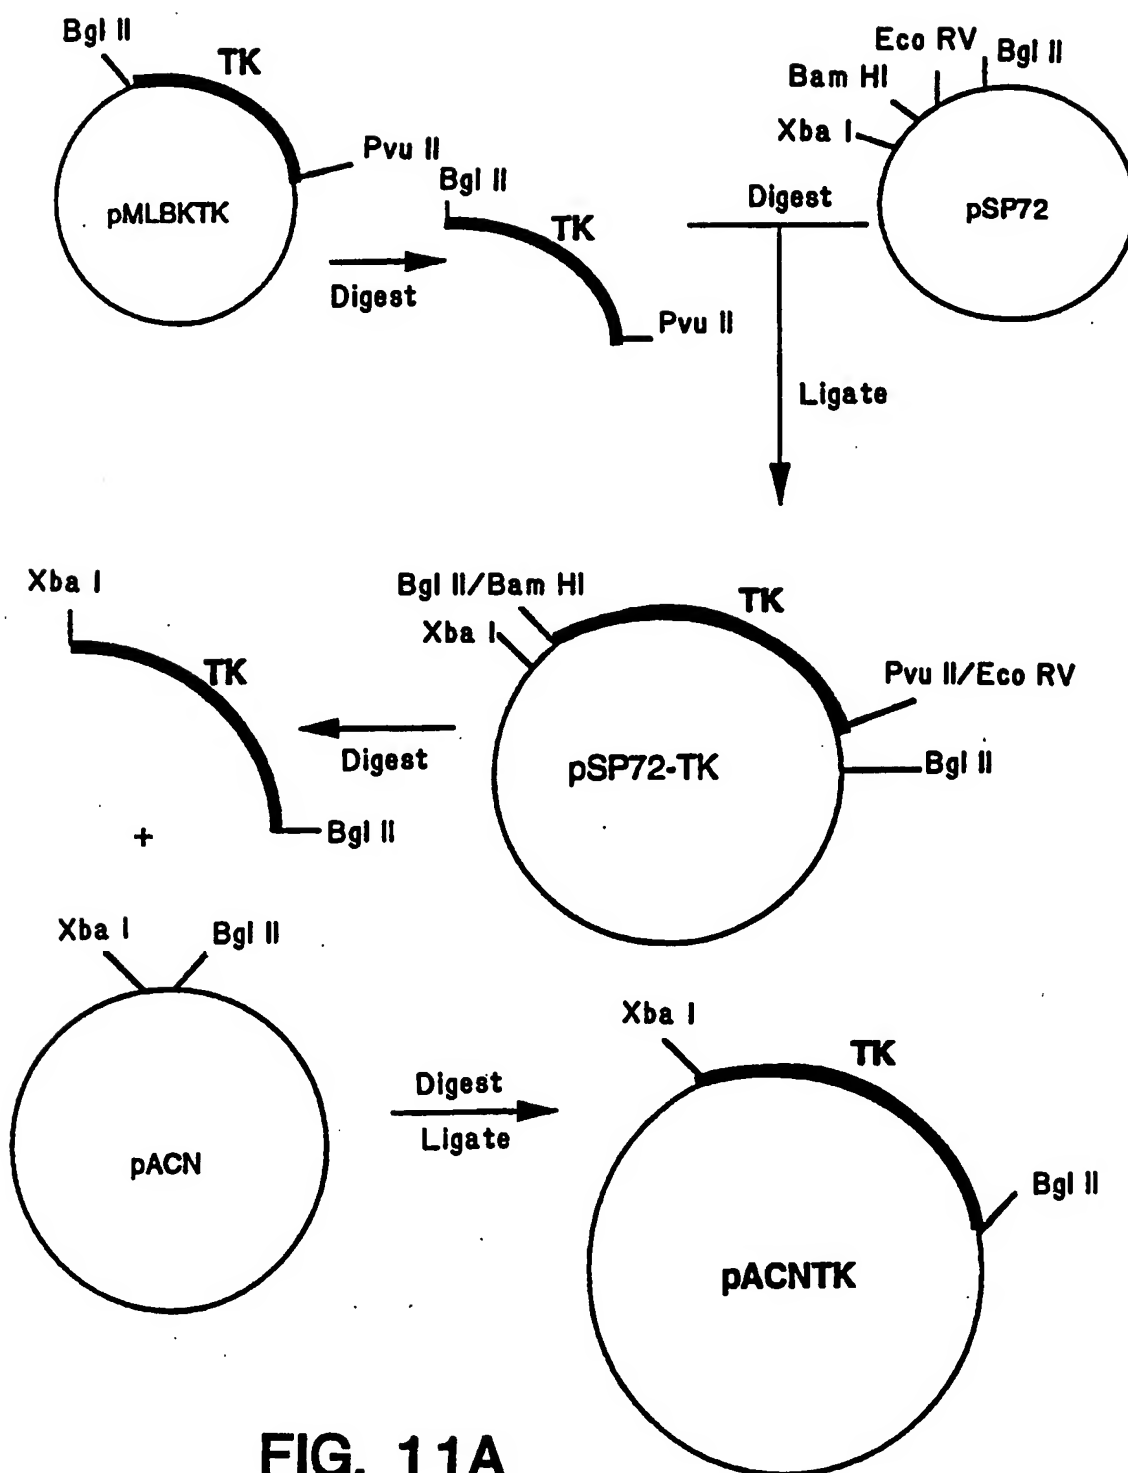 Bgl II
TK
Pvu II
pMLBKTK
Digest
Bgl II
TK
Pvu II
Digest
Ligate
Eco RV
Bgl II
Bam HI
Xba I
pSP72
Xba I
TK
Bgl II
Digest
Bgl II/Bam HI
Xba I
TK
Pvu II/Eco RV
Bgl II
pSP72-TK
+
Xba I
Bgl II
pACN
Digest
Ligate
Xba I
TK
Bgl II
pACNTK
FIG. 11A